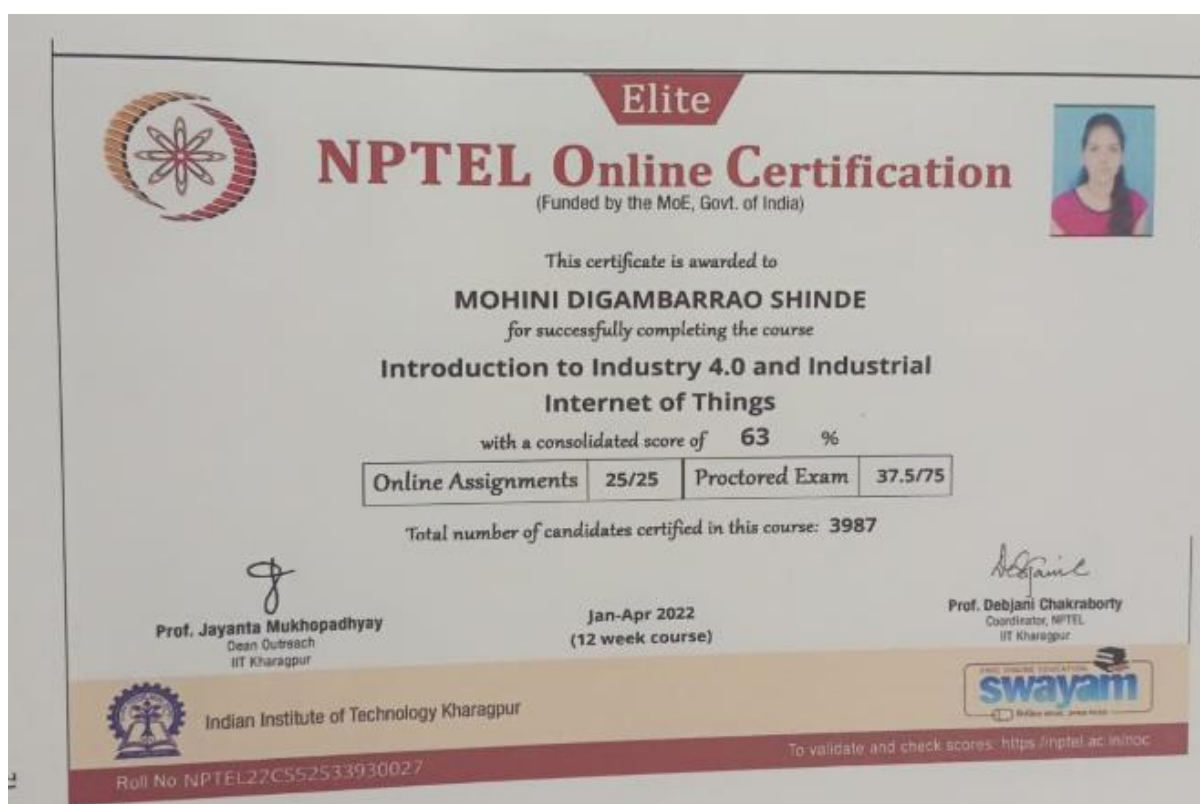 Elite
NPTEL Online Certification
(Funded by the MoE, Govt. of India)
This certificate is awarded to
MOHINI DIGAMBARRAO SHINDE
for successfully completing the course
Introduction to Industry 4.0 and Industrial
Internet of Things
with a consolidated score of 63 %
Online Assignments 25/25 Proctored Exam 37.5/75
Total number of candidates certified in this course: 3987
Prof. Jayanta Mukhopadhyay
Dean Outreach
IIT Kharagpur
Jan-Apr 2022
(12 week course)
Prof. Debjani Chakraborty
Coordinator, NPTEL
IIT Kharagpur
Indian Institute of Technology Kharagpur
FREE ONLINE EDUCATION
swayam
Roll No NPTEL22CS52S33930027
To validate and check scores: https://nptel.ac.in/noc